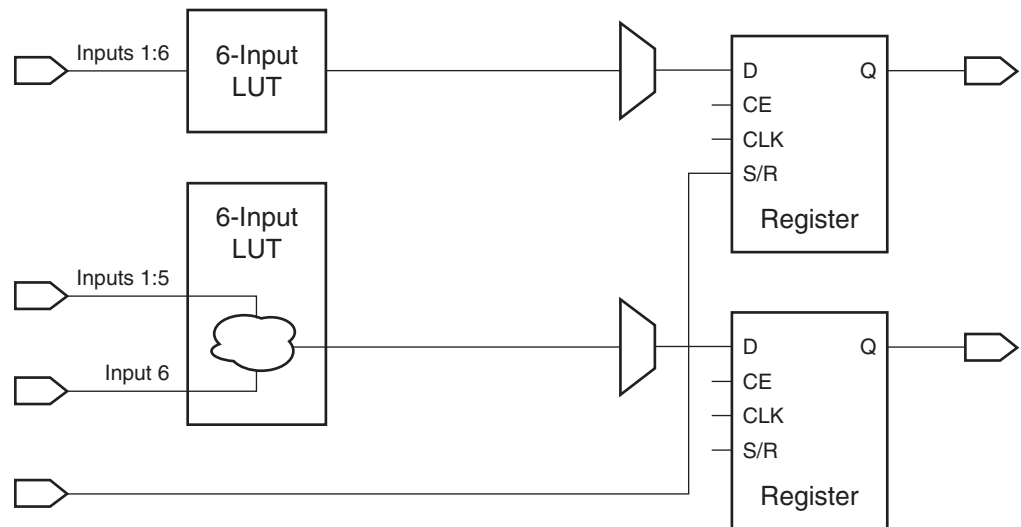 Inputs 1:6
6-Input
LUT
D
Q
CE
CLK
S/R
Register
6-Input
LUT
Inputs 1:5
Input 6
D
Q
CE
CLK
S/R
Register